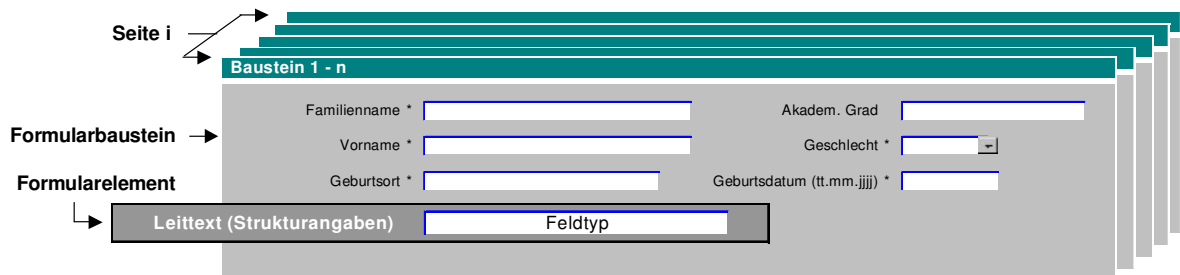 Seite i
Baustein 1 - n
Familienname *
Akadem. Grad
Formularbaustein
Vorname *
Geschlecht *
Formularelement
Geburtsort *
Geburtsdatum (tt.mm.jjjj) *
Leittext (Strukturangaben)
Feldtyp